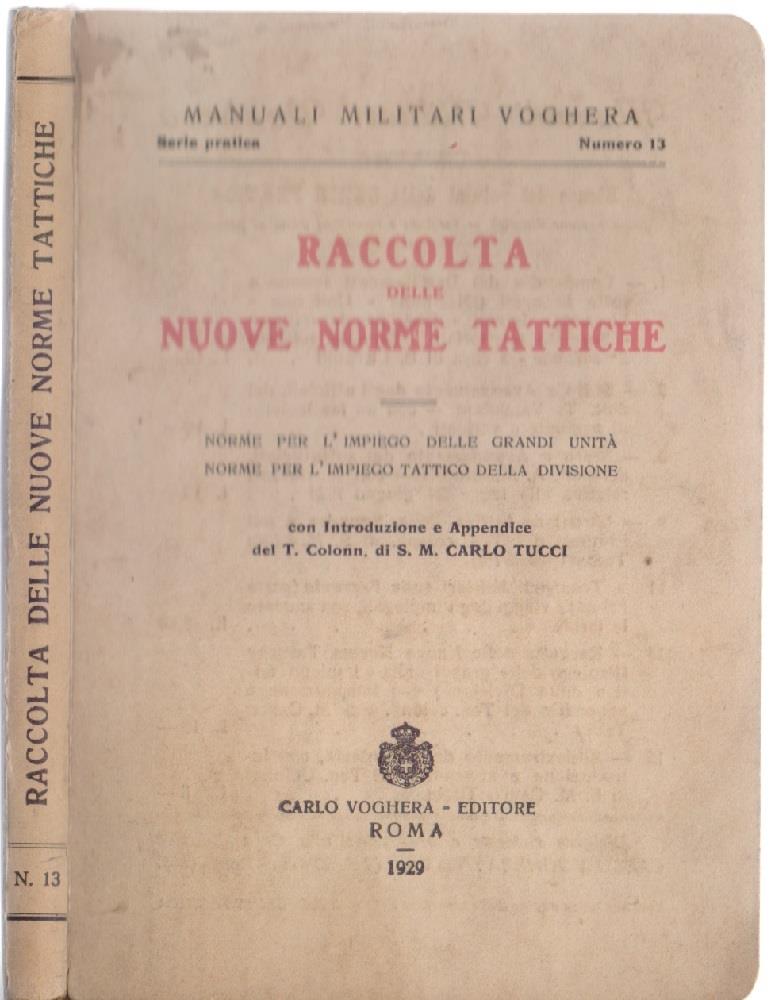 RACCOLTA DELLE NUOVE NORME TATTICHE
N. 13
MANUALI MILITARI VOGHERA
Serie pratica Numero 13
RACCOLTA
DELLE
NUOVE NORME TATTICHE
NORME PER L'IMPIEGO DELLE GRANDI UNITÀ
NORME PER L'IMPIEGO TATTICO DELLA DIVISIONE
con Introduzione e Appendice
del T. Colonn. di S. M. CARLO TUCCI
CARLO VOGHERA - EDITORE
ROMA
1929